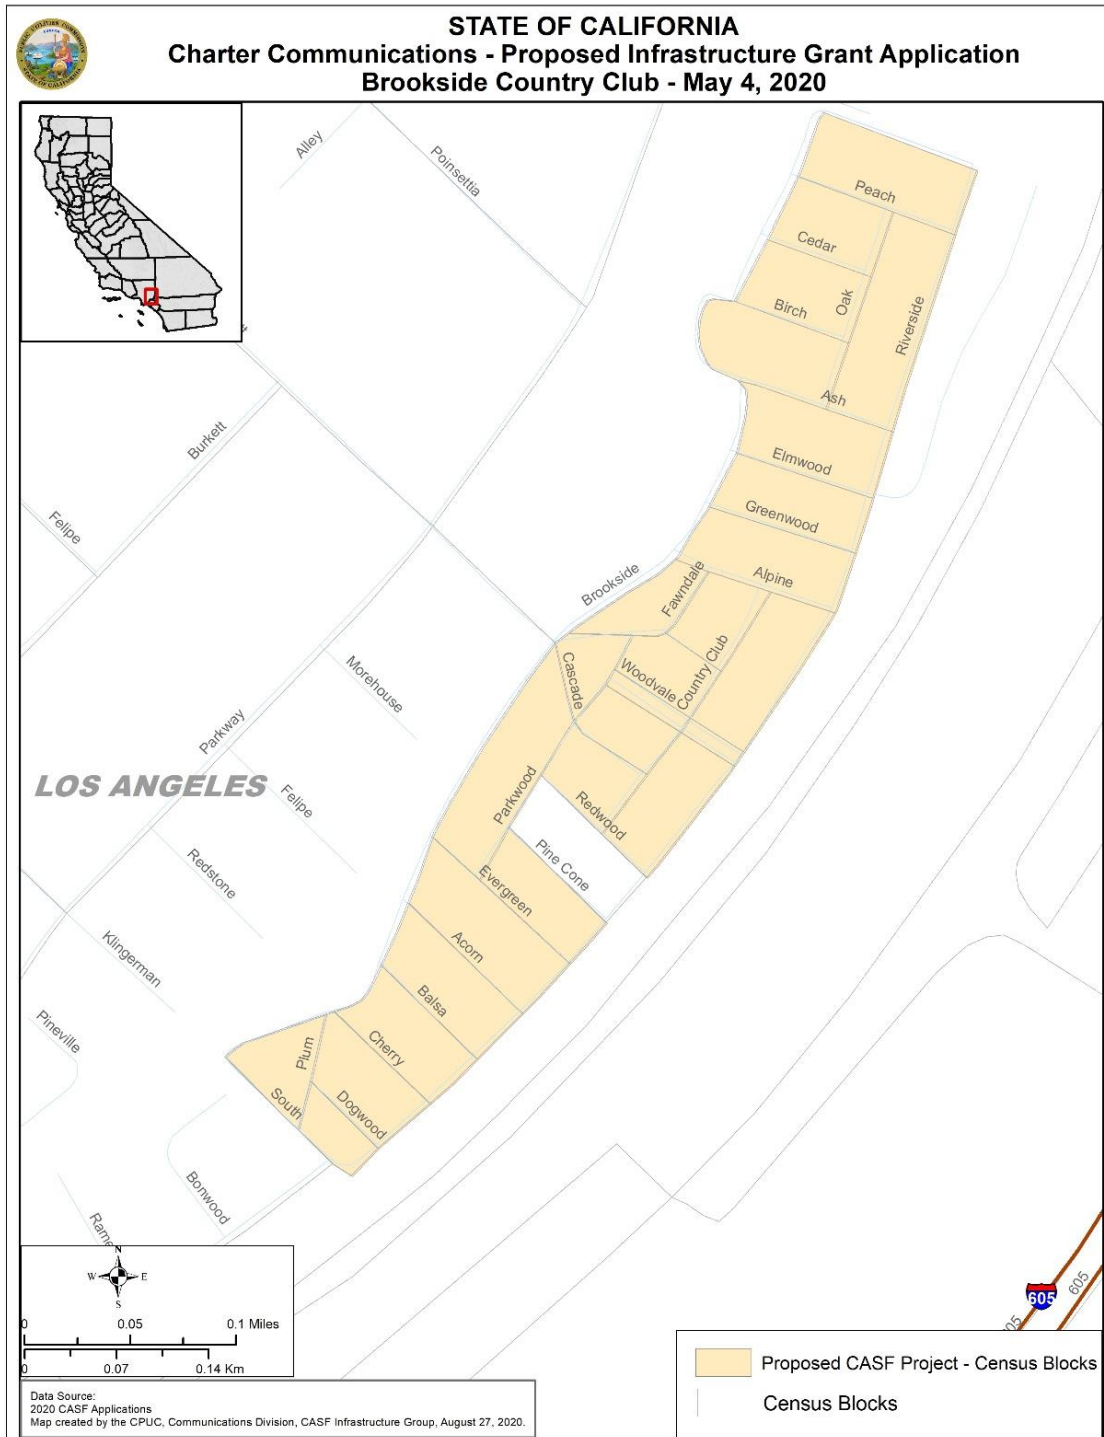 STATE OF CALIFORNIA
Charter Communications - Proposed Infrastructure Grant Application
Brookside Country Club - May 4, 2020
Alley
Poinsettia
Peach
Cedar
Oak
Birch
Riverside
Ash
Burkett
Elmwood
Felipe
Greenwood
Alpine
Brookside
Fawndale
Cascade
Woodvale
Country Club
Morehouse
Parkway
LOS ANGELES
Felipe
Parkwood
Redwood
Redstone
Pine Cone
Evergreen
Acorn
Klingerman
Balsa
Pineville
Cherry
Plum
South
Dogwood
Bonwood
N
W E
S
0 0.05 0.1 Miles
0 0.07 0.14 Km
605
605
Proposed CASF Project - Census Blocks
Census Blocks
Data Source:
2020 CASF Applications
Map created by the CPUC, Communications Division, CASF Infrastructure Group, August 27, 2020.